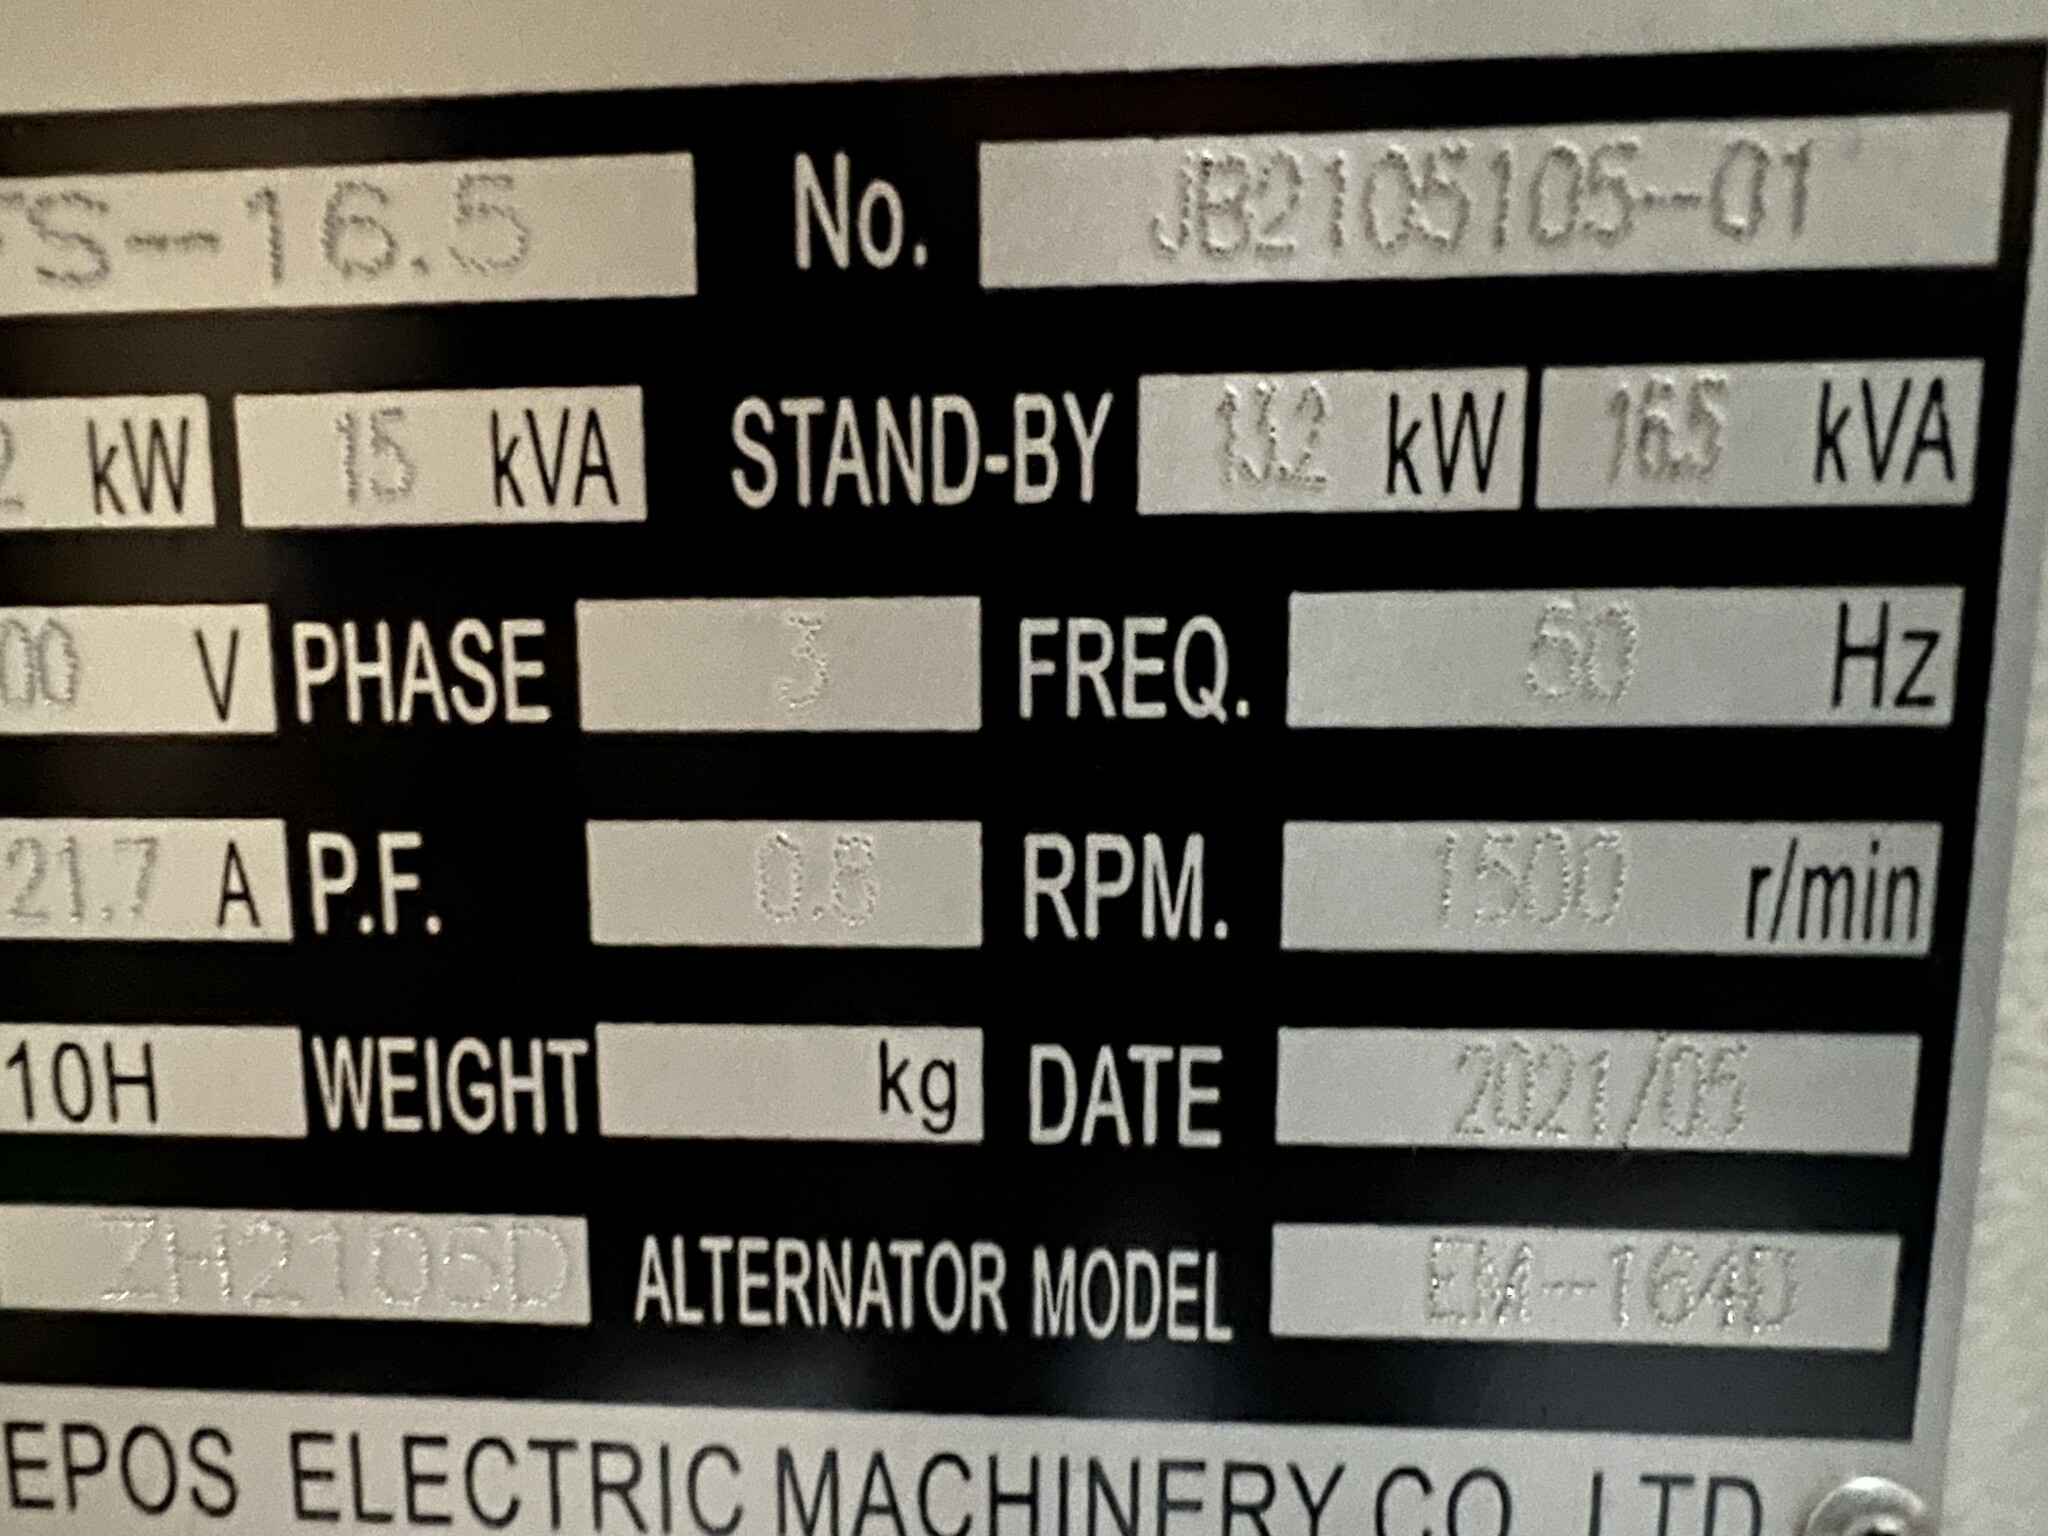 TS-16.5 No. JB2105105-01
2 kW 15 kVA STAND-BY 13.2 kW 16.5 kVA
00 V PHASE 3 FREQ. 50 Hz
21.7 A P.F. 0.8 RPM. 1500 r/min
10H WEIGHT kg DATE 2021/05
ZH2105D ALTERNATOR MODEL EM-164D
EPOS ELECTRIC MACHINERY CO. LTD